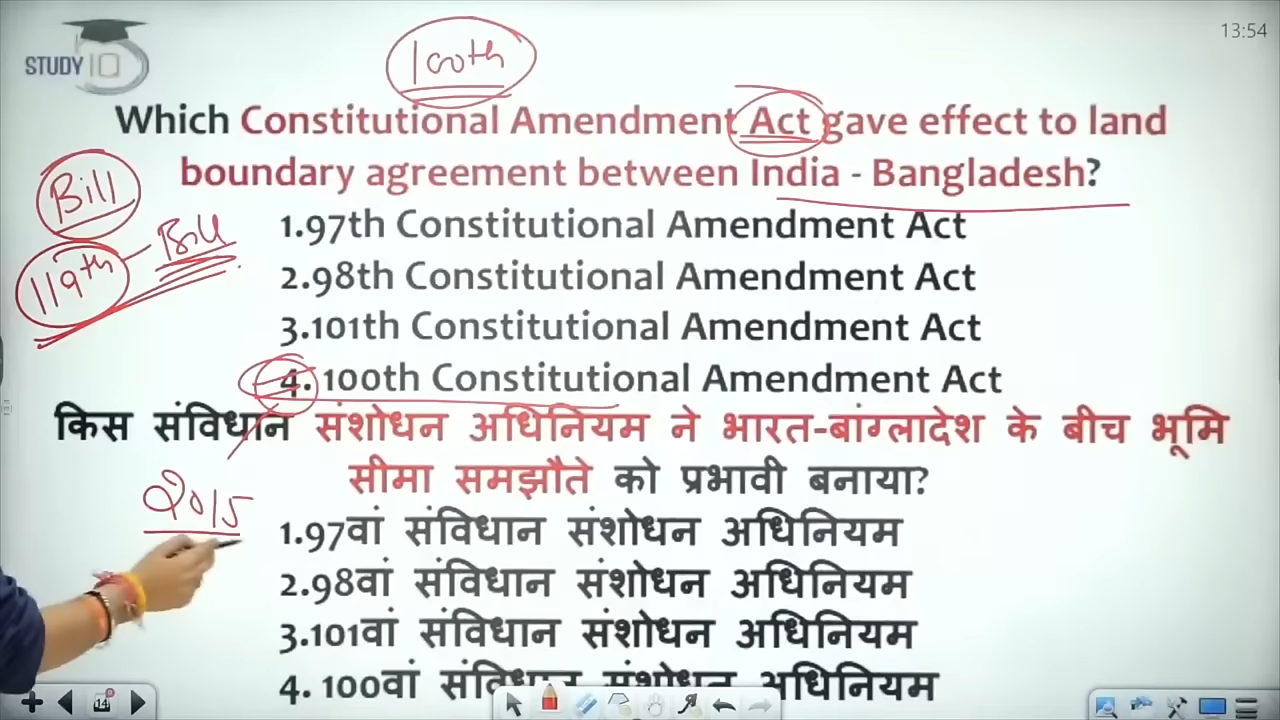 13:54
STUDY IQ
100th
Which Constitutional Amendment Act gave effect to land
boundary agreement between India - Bangladesh?
Bill
119th - Bill
1.97th Constitutional Amendment Act
2.98th Constitutional Amendment Act
3.101th Constitutional Amendment Act
4. 100th Constitutional Amendment Act
किस संविधान संशोधन अधिनियम ने भारत-बांग्लादेश के बीच भूमि
सीमा समझौते को प्रभावी बनाया?
2015
1.97वां संविधान संशोधन अधिनियम
2.98वां संविधान संशोधन अधिनियम
3.101वां संविधान संशोधन अधिनियम
4. 100वां संविधान संशोधन अधिनियम
14